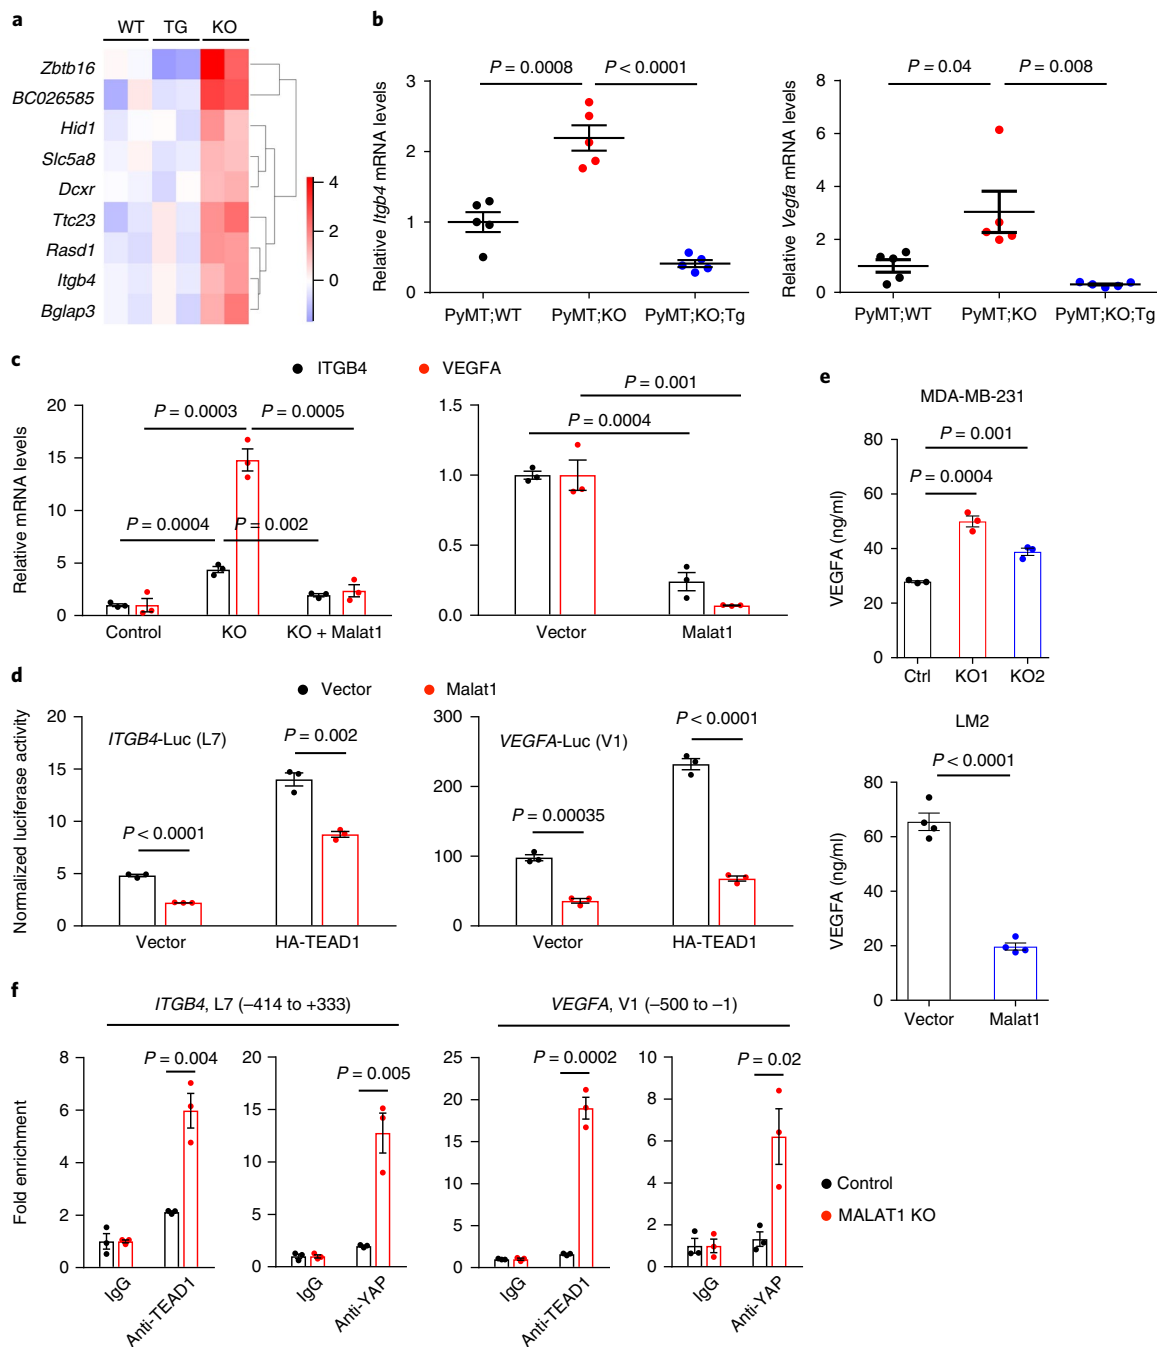 a
WT TG KO
Zbtb16
BC026585
Hid1
Slc5a8
Dcxr
Ttc23
Rasd1
Itgb4
Bglap3
4
2
0
b
P = 0.0008 P < 0.0001
Relative Itgb4 mRNA levels
3
2
1
0
PyMT;WT PyMT;KO PyMT;KO;Tg
P = 0.04 P = 0.008
Relative Vegfa mRNA levels
8
6
4
2
0
PyMT;WT PyMT;KO PyMT;KO;Tg
c
ITGB4 VEGFA
Relative mRNA levels
20
15
10
5
0
P = 0.0003 P = 0.0005
P = 0.0004 P = 0.002
Control KO KO + Malat1
1.5
1.0
0.5
0.0
P = 0.001
P = 0.0004
Vector Malat1
d
Vector Malat1
Normalized luciferase activity
20
15
10
5
0
ITGB4-Luc (L7)
P = 0.002
P < 0.0001
Vector HA-TEAD1
300
200
100
0
VEGFA-Luc (V1)
P < 0.0001
P = 0.00035
Vector HA-TEAD1
e
MDA-MB-231
VEGFA (ng/ml)
80
60
40
20
0
P = 0.001
P = 0.0004
Ctrl KO1 KO2
LM2
P < 0.0001
VEGFA (ng/ml)
80
60
40
20
0
Vector Malat1
f
ITGB4, L7 (–414 to +333)
VEGFA, V1 (–500 to –1)
Fold enrichment
8
6
4
2
0
P = 0.004
IgG Anti-TEAD1
20
15
10
5
0
P = 0.005
IgG Anti-YAP
25
20
15
10
5
0
P = 0.0002
IgG Anti-TEAD1
10
8
6
4
2
0
P = 0.02
IgG Anti-YAP
Control
MALAT1 KO